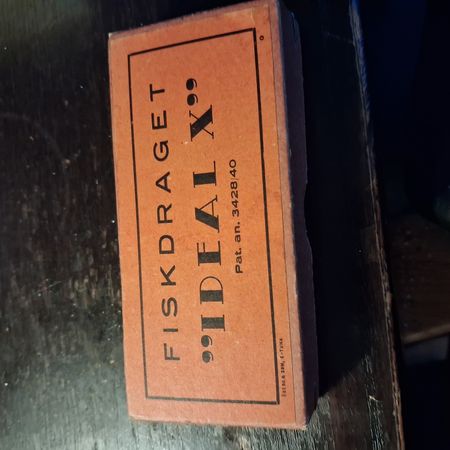 FISKDRAGET
”IDEAL X”
Pat. an. 3428/40